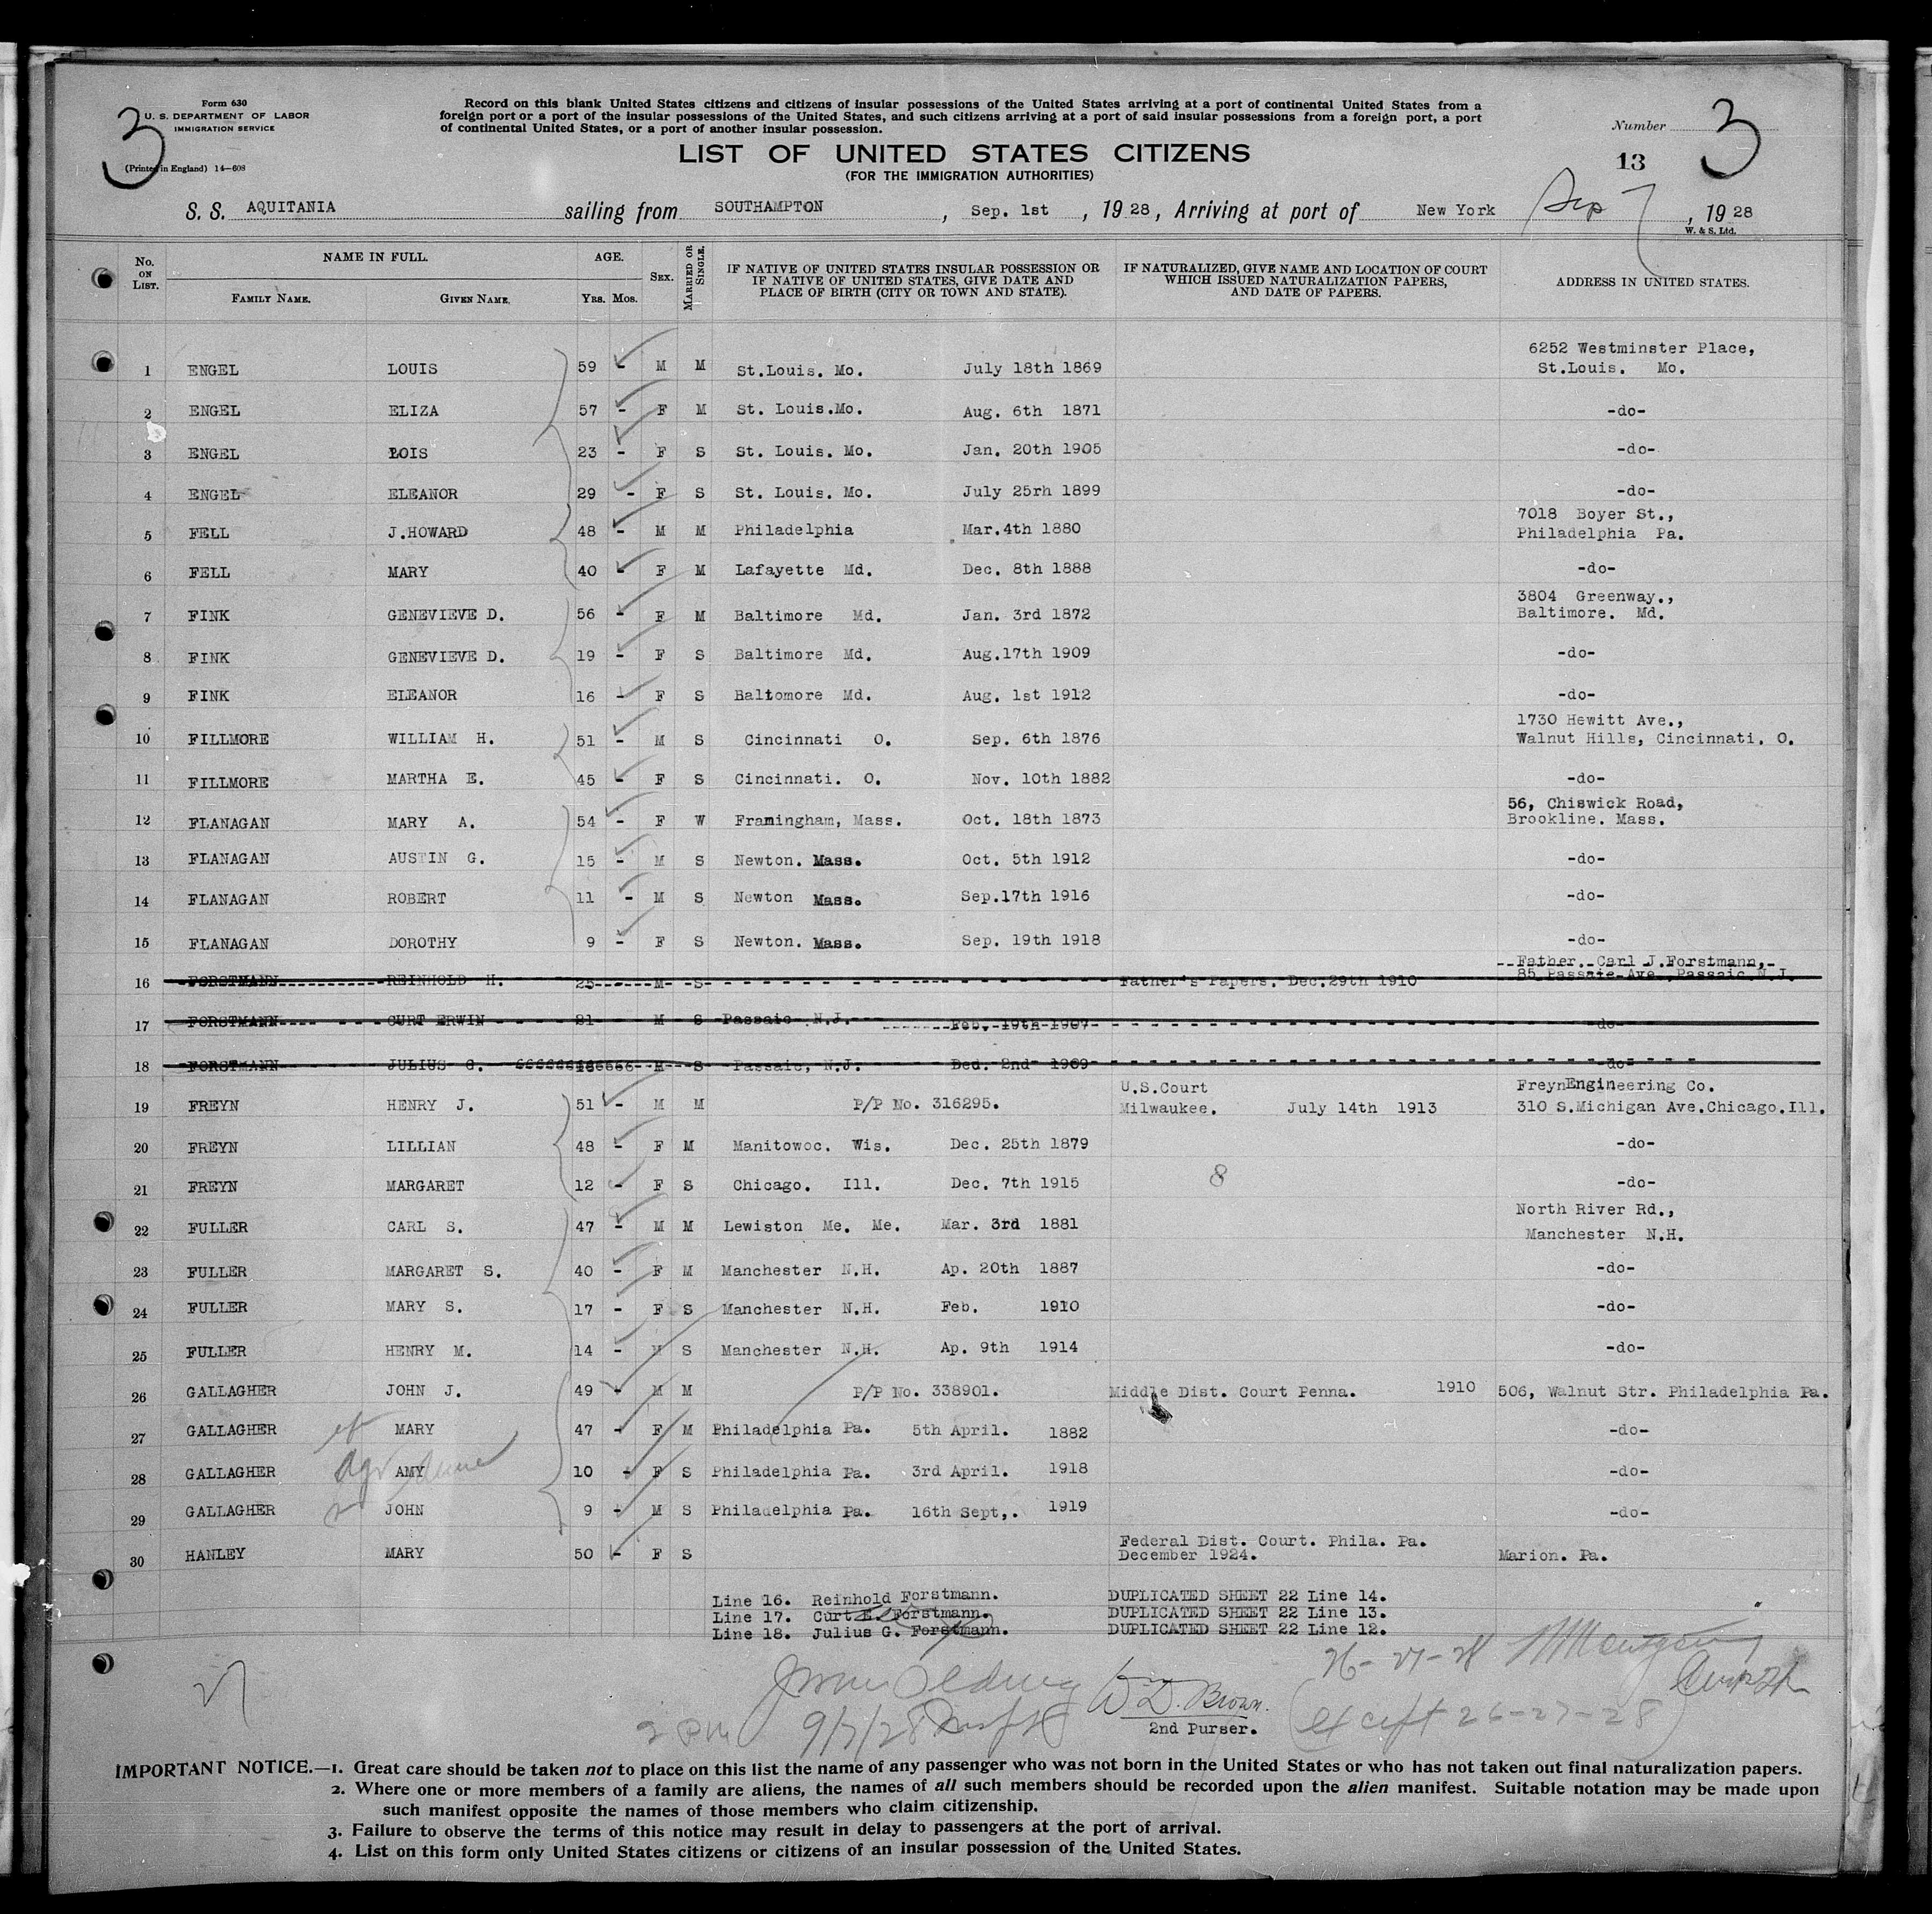 3
Form 630
U. S. DEPARTMENT OF LABOR
IMMIGRATION SERVICE
(Printed in England) 14—608
Record on this blank United States citizens and citizens of insular possessions of the United States arriving at a port of continental United States from a
foreign port or a port of the insular possessions of the United States, and such citizens arriving at a port of said insular possessions from a foreign port, a port
of continental United States, or a port of another insular possession.
Number 3
LIST OF UNITED STATES CITIZENS
13
(FOR THE IMMIGRATION AUTHORITIES)
S. S. AQUITANIA sailing from SOUTHAMPTON, Sep. 1st, 1928, Arriving at port of New York Sep 7, 1928
W. & S. Ltd.
No. ON LIST. NAME IN FULL. FAMILY NAME. GIVEN NAME. AGE. YRS. MOS. SEX. MARRIED OR SINGLE. IF NATIVE OF UNITED STATES INSULAR POSSESSION OR IF NATIVE OF UNITED STATES, GIVE DATE AND PLACE OF BIRTH (CITY OR TOWN AND STATE). IF NATURALIZED, GIVE NAME AND LOCATION OF COURT WHICH ISSUED NATURALIZATION PAPERS, AND DATE OF PAPERS. ADDRESS IN UNITED STATES.
6252 Westminster Place,
1 ENGEL LOUIS 59 - M M St.Louis. Mo. July 18th 1869 St.Louis. Mo.
2 ENGEL ELIZA 57 - F M St. Louis.Mo. Aug. 6th 1871 -do-
3 ENGEL LOIS 23 - F S St. Louis. Mo. Jan. 20th 1905 -do-
4 ENGEL ELEANOR 29 - F S St. Louis. Mo. July 25rh 1899 -do-
7018 Boyer St.,
5 FELL J.HOWARD 48 - M M Philadelphia Mar.4th 1880 Philadelphia Pa.
6 FELL MARY 40 - F M Lafayette Md. Dec. 8th 1888 -do-
3804 Greenway.,
7 FINK GENEVIEVE D. 56 - F M Baltimore Md. Jan. 3rd 1872 Baltimore. Md.
8 FINK GENEVIEVE D. 19 - F S Baltimore Md. Aug.17th 1909 -do-
9 FINK ELEANOR 16 - F S Baltomore Md. Aug. 1st 1912 -do-
1730 Hewitt Ave.,
10 FILLMORE WILLIAM H. 51 - M S Cincinnati O. Sep. 6th 1876 Walnut Hills, Cincinnati, O.
11 FILLMORE MARTHA E. 45 - F S Cincinnati. O. Nov. 10th 1882 -do-
56, Chiswick Road,
12 FLANAGAN MARY A. 54 - F W Framingham, Mass. Oct. 18th 1873 Brookline. Mass.
13 FLANAGAN AUSTIN G. 15 - M S Newton. Mass. Oct. 5th 1912 -do-
14 FLANAGAN ROBERT 11 - M S Newton Mass. Sep.17th 1916 -do-
15 FLANAGAN DOROTHY 9 - F S Newton. Mass. Sep. 19th 1918 -do-
Father. Carl J.Forstmann,
16 FORSTMANN REINHOLD H. 25 M S Father's Papers. Dec.29th 1910 85 Passaic Ave., Passaic N.J.
17 FORSTMANN CURT ERWIN 21 M S Passaic N.J. Feb. 19th 1907 -do-
18 FORSTMANN JULIUS G. M S Passaic, N.J. Ded. 2nd 1909 -do-
U.S.Court FreynEngineering Co.
19 FREYN HENRY J. 51 - M M P/P No. 316295. Milwaukee. July 14th 1913 310 S.Michigan Ave.Chicago.Ill.
20 FREYN LILLIAN 48 - F M Manitowoc. Wis. Dec. 25th 1879 -do-
21 FREYN MARGARET 12 - F S Chicago. Ill. Dec. 7th 1915 8 -do-
North River Rd.,
22 FULLER CARL S. 47 - M M Lewiston Me. Me. Mar. 3rd 1881 Manchester N.H.
23 FULLER MARGARET S. 40 - F M Manchester N.H. Ap. 20th 1887 -do-
24 FULLER MARY S. 17 - F S Manchester N.H. Feb. 1910 -do-
25 FULLER HENRY M. 14 - M S Manchester N.H. Ap. 9th 1914 -do-
26 GALLAGHER JOHN J. 49 - M M P/P No. 338901. Middle Dist. Court Penna. 1910 506, Walnut Str. Philadelphia Pa.
27 GALLAGHER MARY 47 - F M Philadelphia Pa. 5th April. 1882 -do-
28 GALLAGHER AMY 10 - F S Philadelphia Pa. 3rd April. 1918 -do-
29 GALLAGHER JOHN 9 - M S Philadelphia Pa. 16th Sept,. 1919 -do-
Federal Dist. Court. Phila. Pa.
30 HANLEY MARY 50 - F S December 1924. Marion. Pa.
Line 16. Reinhold Forstmann. DUPLICATED SHEET 22 Line 14.
Line 17. Curt E. Forstmann. DUPLICATED SHEET 22 Line 13.
Line 18. Julius G. Forstmann. DUPLICATED SHEET 22 Line 12.
26-27-28
W. D. Brown.
2 PM 9/7/28 2nd Purser. (except 26-27-28)
IMPORTANT NOTICE.—1. Great care should be taken not to place on this list the name of any passenger who was not born in the United States or who has not taken out final naturalization papers.
2. Where one or more members of a family are aliens, the names of all such members should be recorded upon the alien manifest. Suitable notation may be made upon
such manifest opposite the names of those members who claim citizenship.
3. Failure to observe the terms of this notice may result in delay to passengers at the port of arrival.
4. List on this form only United States citizens or citizens of an insular possession of the United States.